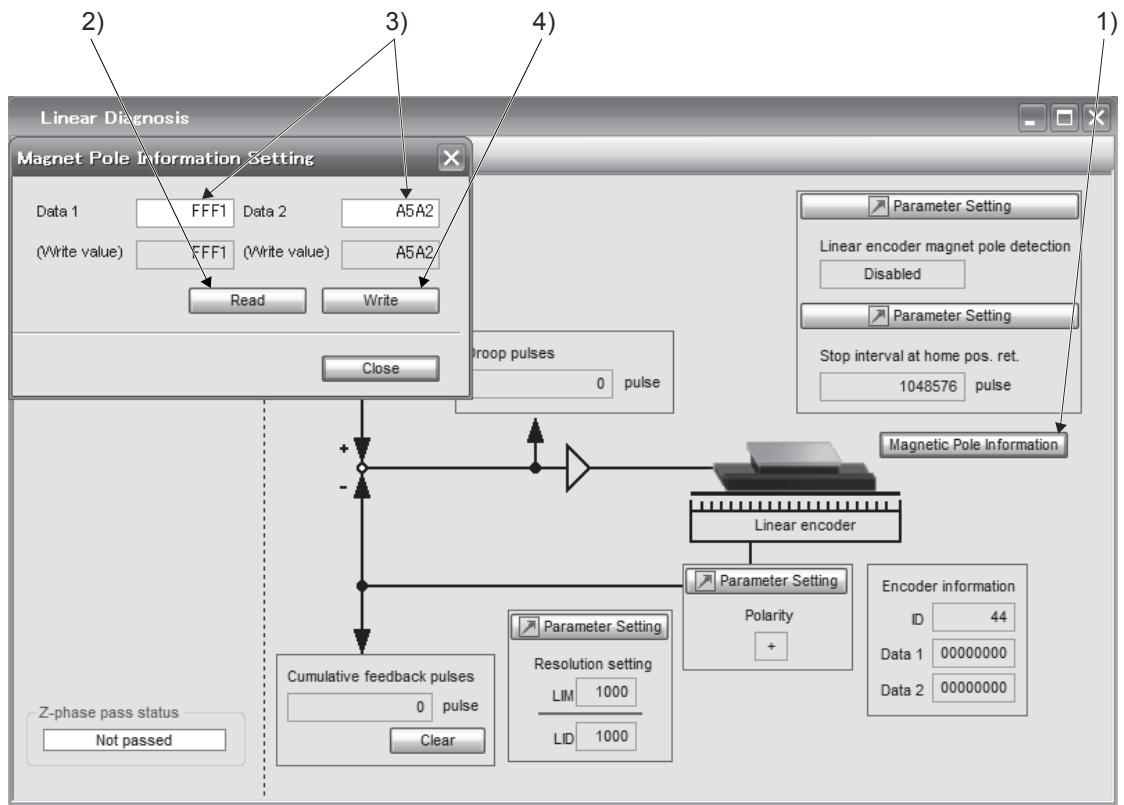 2) 3) 4) 1)
Linear Diagnosis
Magnet Pole Information Setting
Data 1 FFF1 Data 2 A5A2
(Write value) FFF1 (Write value) A5A2
Read Write
Close
Parameter Setting
Linear encoder magnet pole detection
Disabled
Parameter Setting
Stop interval at home pos. ret.
1048576 pulse
Droop pulses
0 pulse
Magnetic Pole Information
+
-
Linear encoder
Parameter Setting
Polarity
+
Encoder information
ID 44
Data 1 00000000
Data 2 00000000
Parameter Setting
Resolution setting
LIM 1000
LID 1000
Cumulative feedback pulses
0 pulse
Clear
Z-phase pass status
Not passed